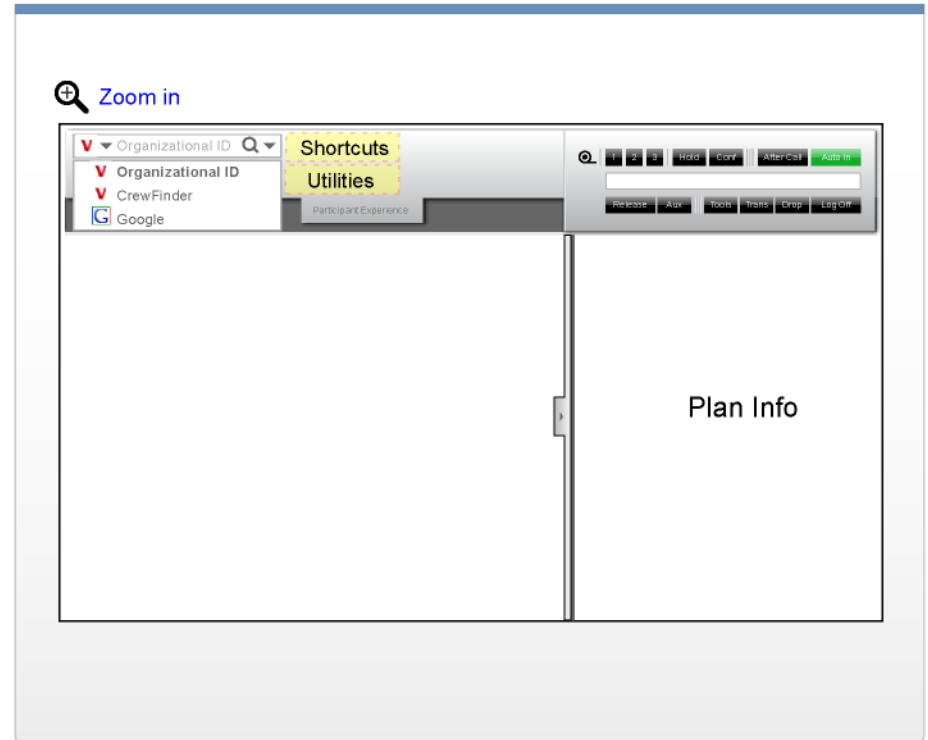 Zoom in
V Organizational ID
Shortcuts
V Organizational ID
Utilities
V CrewFinder
G Google
Participant Experience
1 2 3 Hold Conf After Call Auto In
Release Aux Tools Trans Drop Log Off
Plan Info